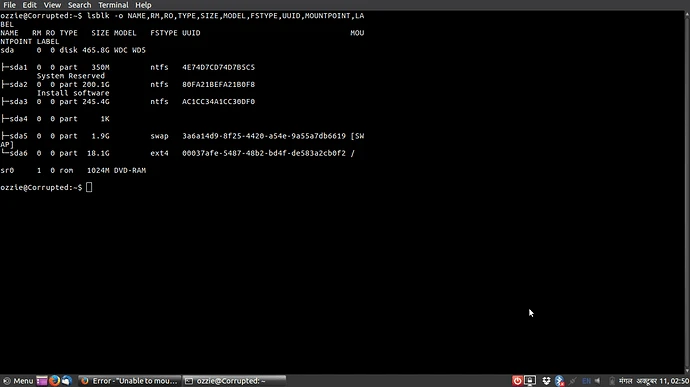 File Edit View Search Terminal Help
ozzie@Corrupted:~$ lsblk -o NAME,RM,RO,TYPE,SIZE,MODEL,FSTYPE,UUID,MOUNTPOINT,LA
BEL
NAME RM RO TYPE SIZE MODEL FSTYPE UUID MOU
NTPOINT LABEL
sda 0 0 disk 465.8G WDC WD5
├─sda1 0 0 part 350M ntfs 4E74D7CD74D7B5C5
System Reserved
├─sda2 0 0 part 200.1G ntfs 80FA21BEFA21B0F8
Install software
├─sda3 0 0 part 245.4G ntfs AC1CC34A1CC30DF0
├─sda4 0 0 part 1K
├─sda5 0 0 part 1.9G swap 3a6a14d9-8f25-4420-a54e-9a55a7db6619 [SW
AP]
└─sda6 0 0 part 18.1G ext4 00037afe-5487-48b2-bd4f-de583a2cb0f2 /
sr0 1 0 rom 1024M DVD-RAM
ozzie@Corrupted:~$
Menu Error - "Unable to mou... ozzie@Corrupted: ~ EN मंगल अक्टूबर 11, 02:50